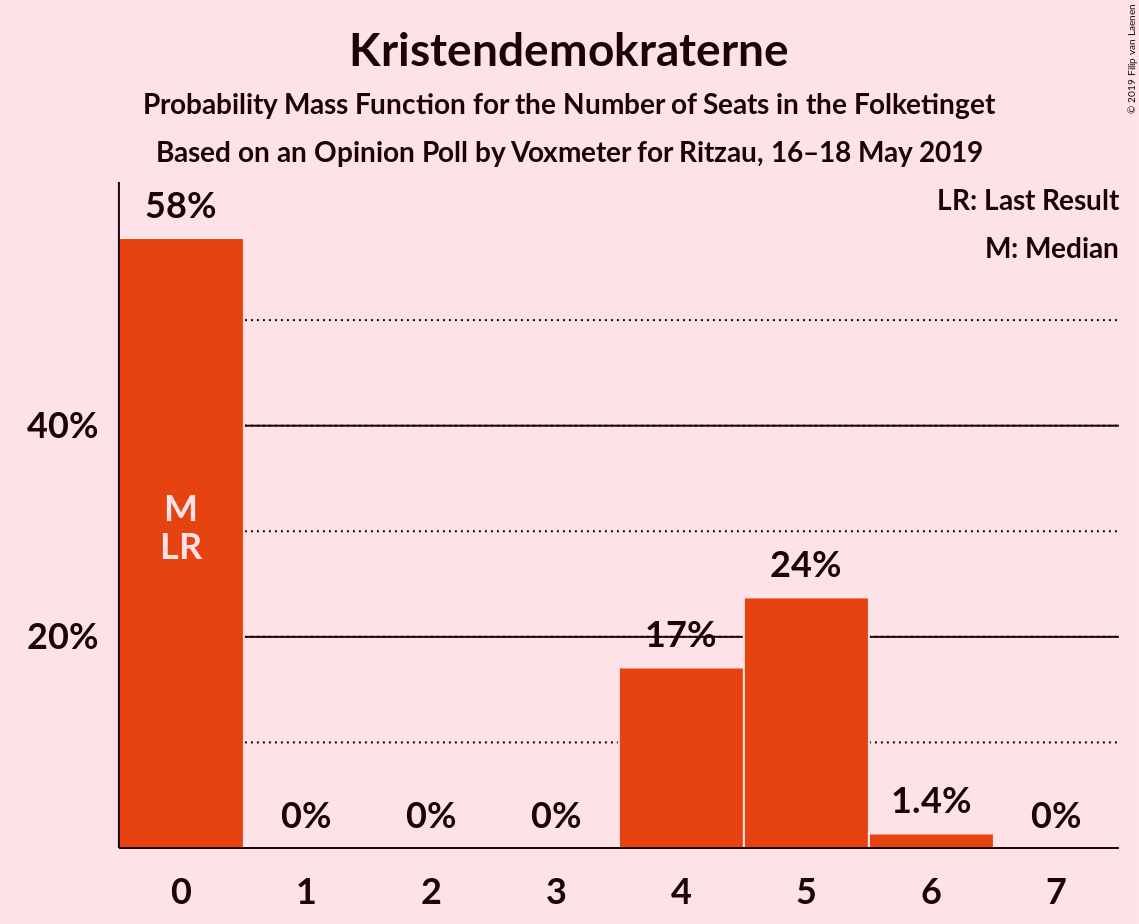 Kristendemokraterne
Probability Mass Function for the Number of Seats in the Folketinget
Based on an Opinion Poll by Voxmeter for Ritzau, 16–18 May 2019
© 2019 Filip van Laenen
LR: Last Result
M: Median
58%
40%
20%
M
LR
0%
0%
0%
17%
24%
1.4%
0%
0 1 2 3 4 5 6 7